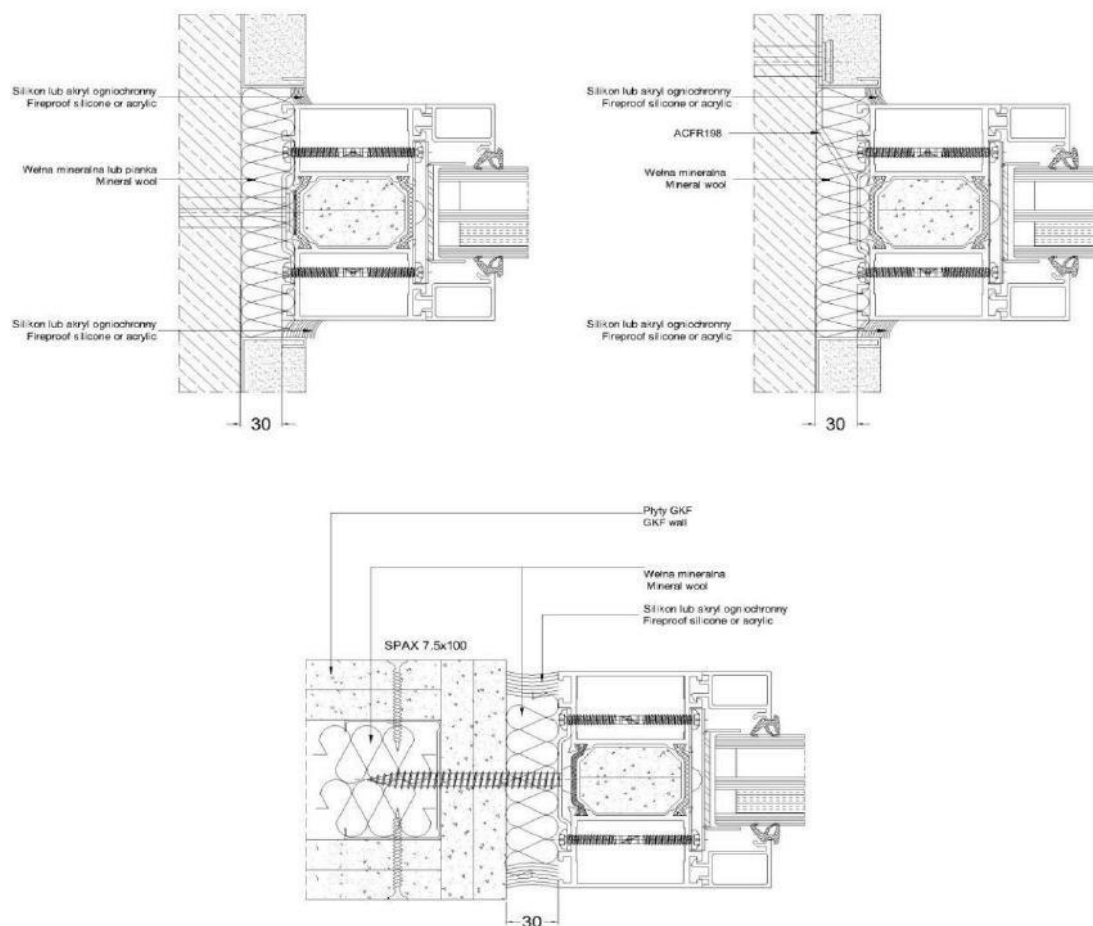 Silikon lub akryl ogniochronny
Fireproof silicone or acrylic
Wełna mineralna lub pianka
Mineral wool
Silikon lub akryl ogniochronny
Fireproof silicone or acrylic
30
Silikon lub akryl ogniochronny
Fireproof silicone or acrylic
ACFR198
Wełna mineralna
Mineral wool
Silikon lub akryl ogniochronny
Fireproof silicone or acrylic
30
Płyty GKF
GKF wall
Wełna mineralna
Mineral wool
Silikon lub akryl ogniochronny
Fireproof silicone or acrylic
SPAX 7.5x100
30